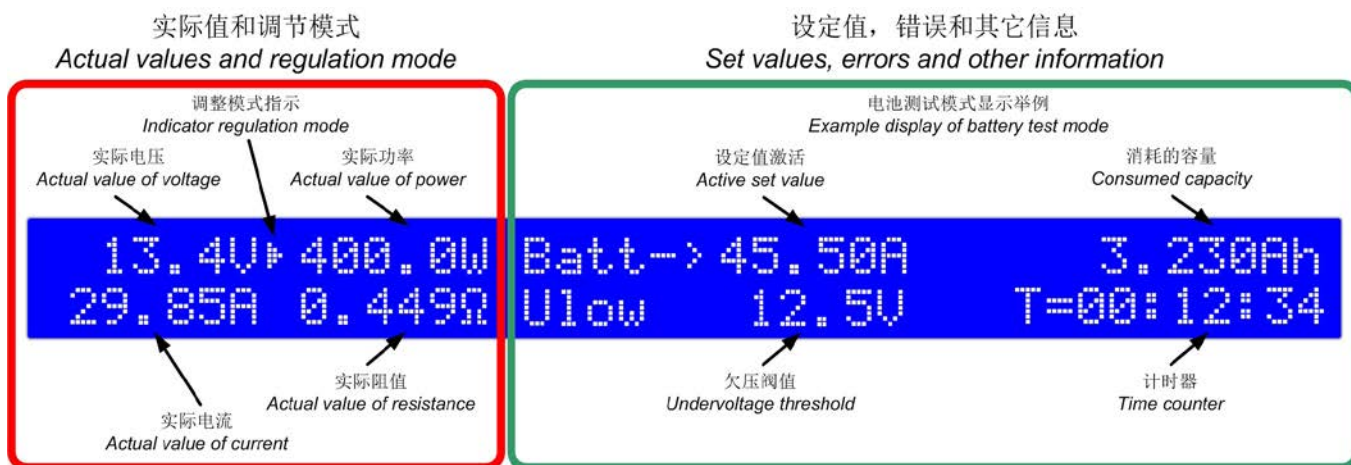 实际值和调节模式
Actual values and regulation mode
设定值，错误和其它信息
Set values, errors and other information
调整模式指示
Indicator regulation mode
实际电压
Actual value of voltage
实际功率
Actual value of power
电池测试模式显示举例
Example display of battery test mode
设定值激活
Active set value
消耗的容量
Consumed capacity
13.4V▶400.0W Batt->45.50A 3.230Ah
29.85A 0.449Ω Ulow 12.5V T=00:12:34
实际电流
Actual value of current
实际阻值
Actual value of resistance
欠压阀值
Undervoltage threshold
计时器
Time counter